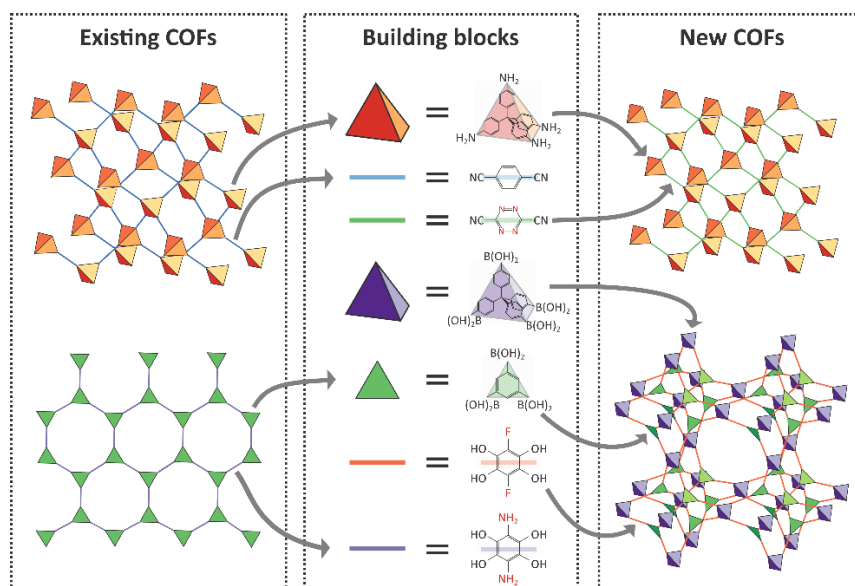 Existing COFs
Building blocks
New COFs
NH₂
H₂N
NH₂
NH₂
=
NC
CN
=
N
N
NC
CN
N
N
=
B(OH)₂
=
B(OH)₂
(OH)₂B
B(OH)₂
B(OH)₂
=
(OH)₂B
B(OH)₂
F
HO
OH
=
HO
OH
F
NH₂
HO
OH
=
HO
OH
NH₂